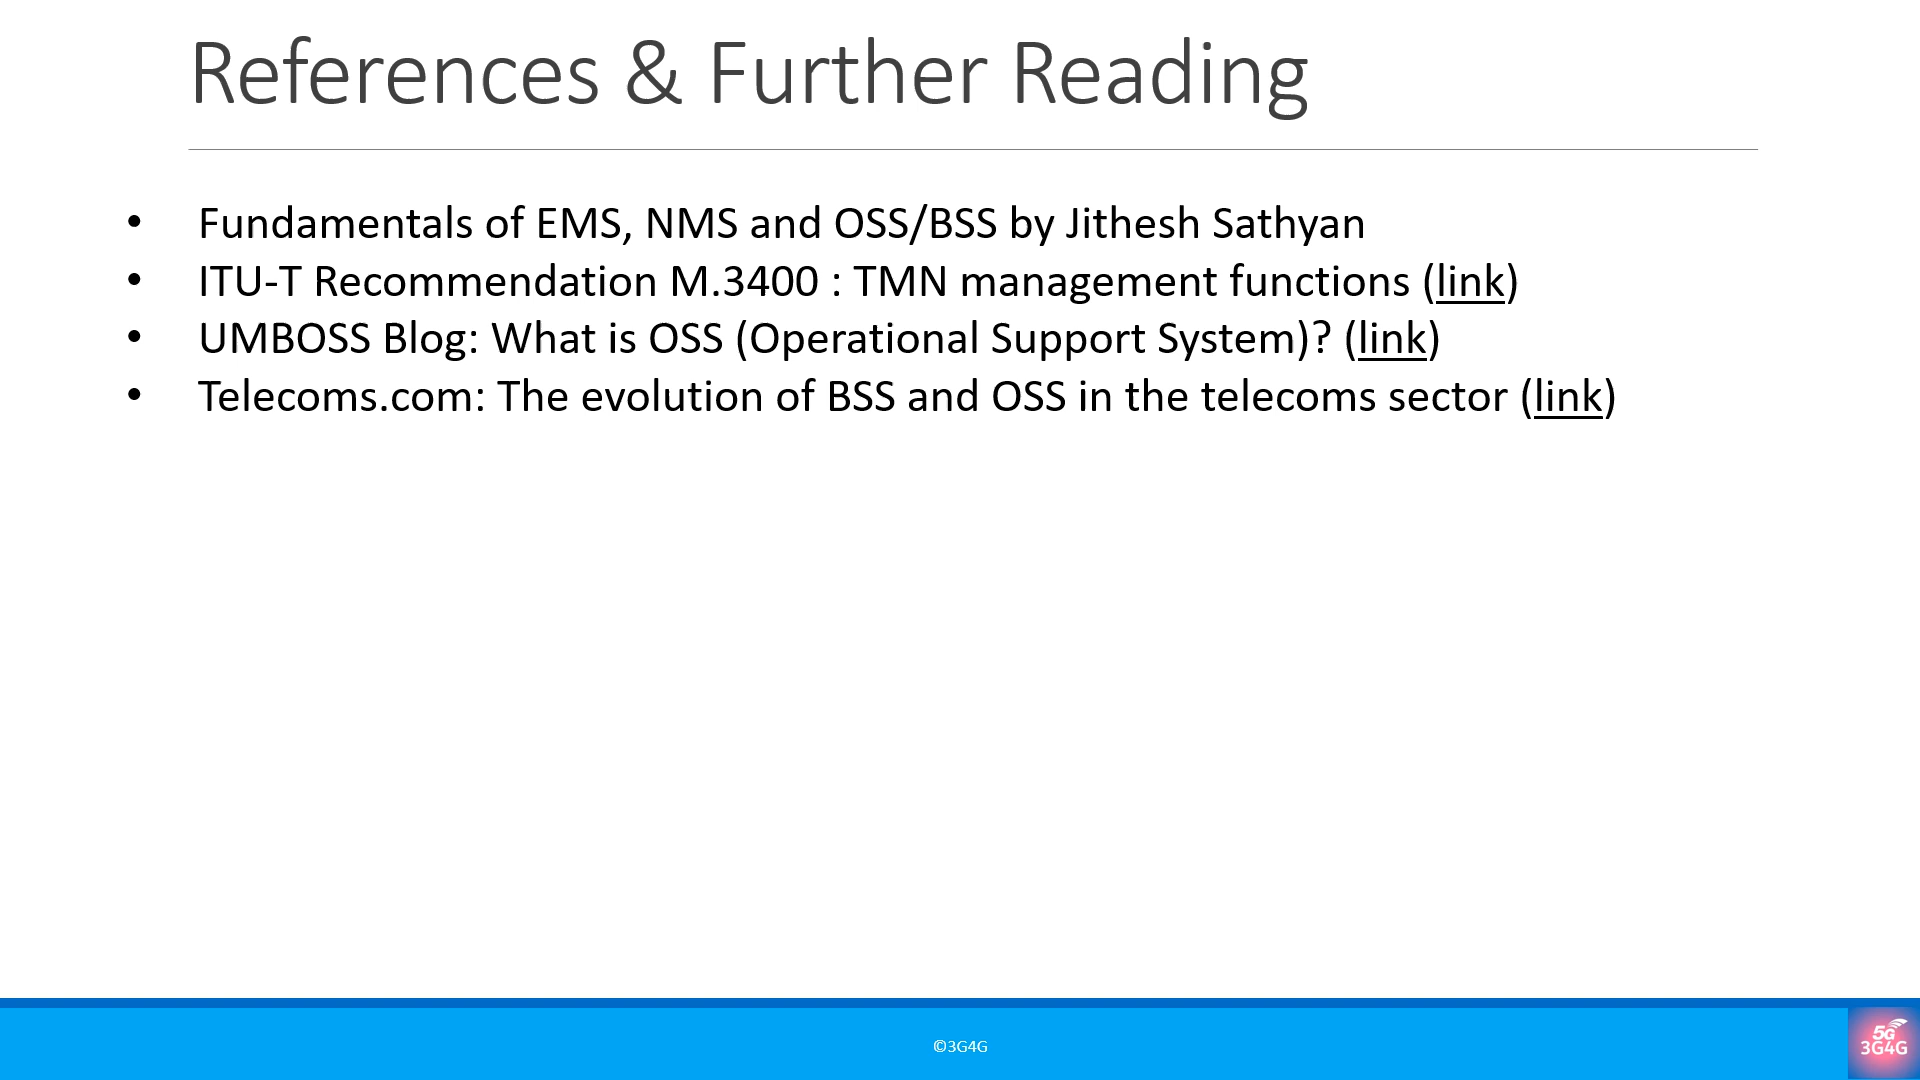 References & Further Reading
• Fundamentals of EMS, NMS and OSS/BSS by Jithesh Sathyan
• ITU-T Recommendation M.3400 : TMN management functions (link)
• UMBOSS Blog: What is OSS (Operational Support System)? (link)
• Telecoms.com: The evolution of BSS and OSS in the telecoms sector (link)
©3G4G
5G
3G4G